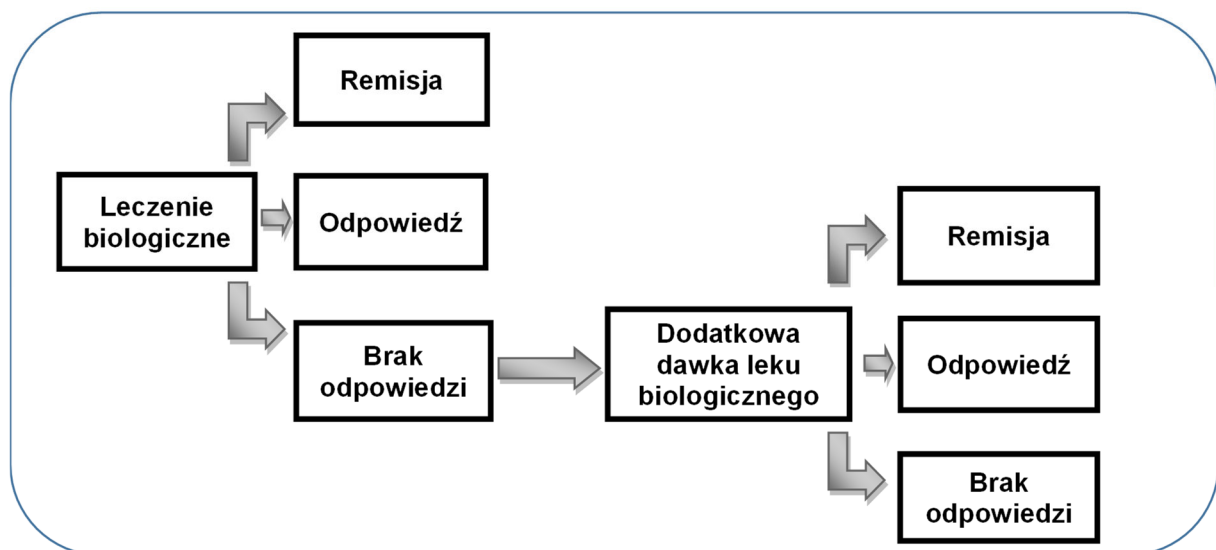 Remisja
Leczenie
biologiczne
Odpowiedź
Brak
odpowiedzi
Dodatkowa
dawka leku
biologicznego
Remisja
Odpowiedź
Brak
odpowiedzi